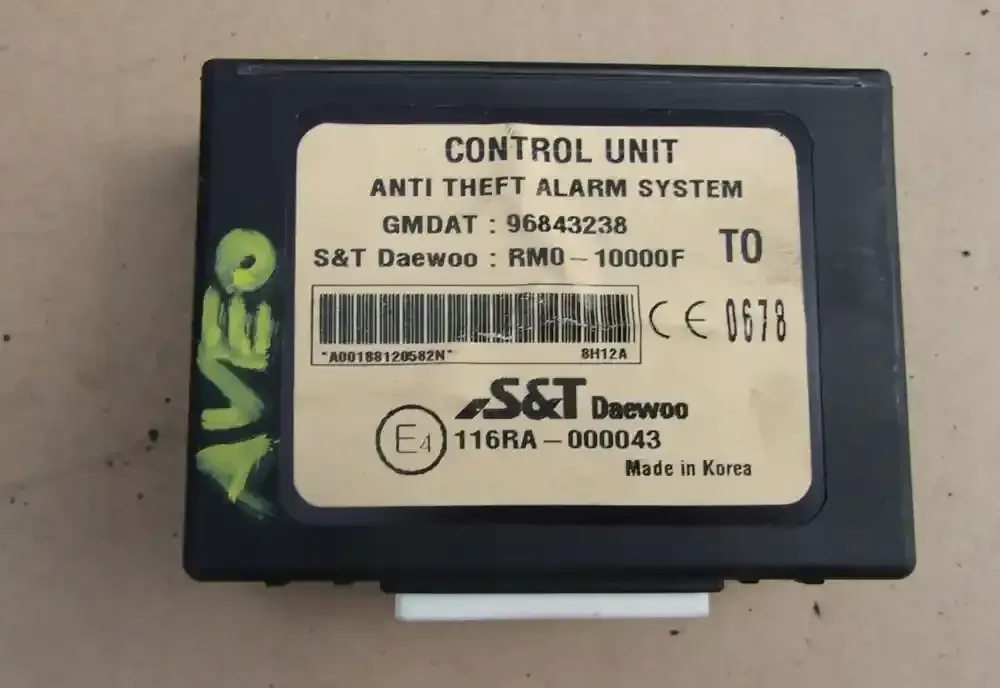 CONTROL UNIT
ANTI THEFT ALARM SYSTEM
GMDAT : 96843238
S&T Daewoo : RM0-10000F
TO
"A00188120582N"
8H12A
CE 0678
S&T Daewoo
E4 116RA-000043
Made in Korea
AVEO